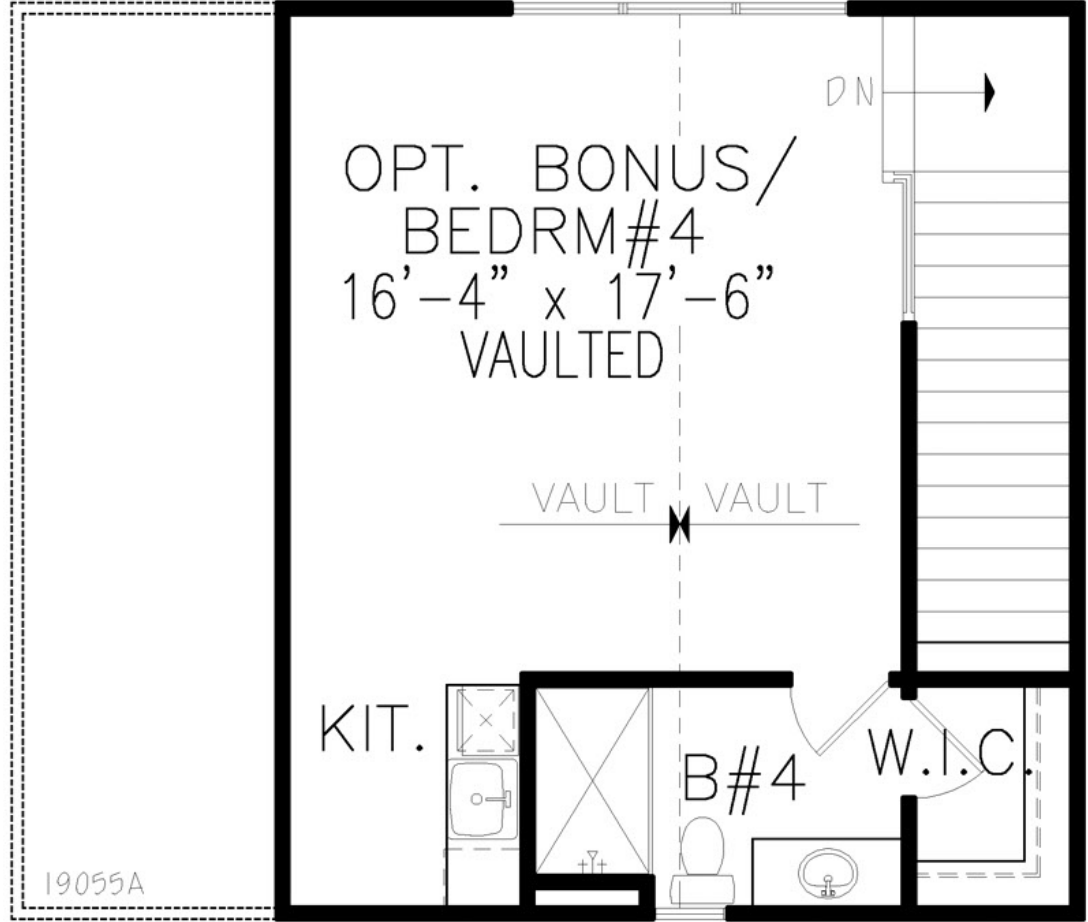 DN
OPT. BONUS/
BEDRM#4
16'-4" x 17'-6"
VAULTED
VAULT VAULT
KIT.
B#4
W.I.C.
19055A